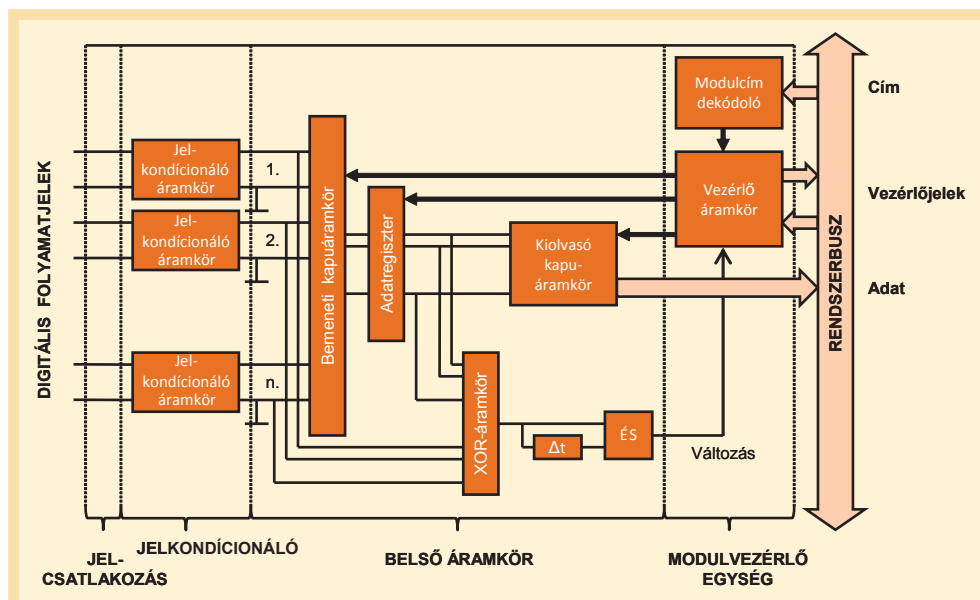 DIGITÁLIS FOLYAMATJELEK
Jel-
kondícionáló
áramkör
1.
Jel-
kondícionáló
áramkör
2.
Jel-
kondícionáló
áramkör
n.
Bemeneti kapuáramkör
Adatregiszter
Kiolvasó
kapu-
áramkör
XOR-áramkör
Δt
ÉS
Változás
Modulcím
dekódoló
Vezérlő
áramkör
RENDSZERBUSZ
Cím
Vezérlőjelek
Adat
JEL-
CSATLAKOZÁS
JELKONDÍCIONÁLÓ
BELSŐ ÁRAMKÖR
MODULVEZÉRLŐ
EGYSÉG